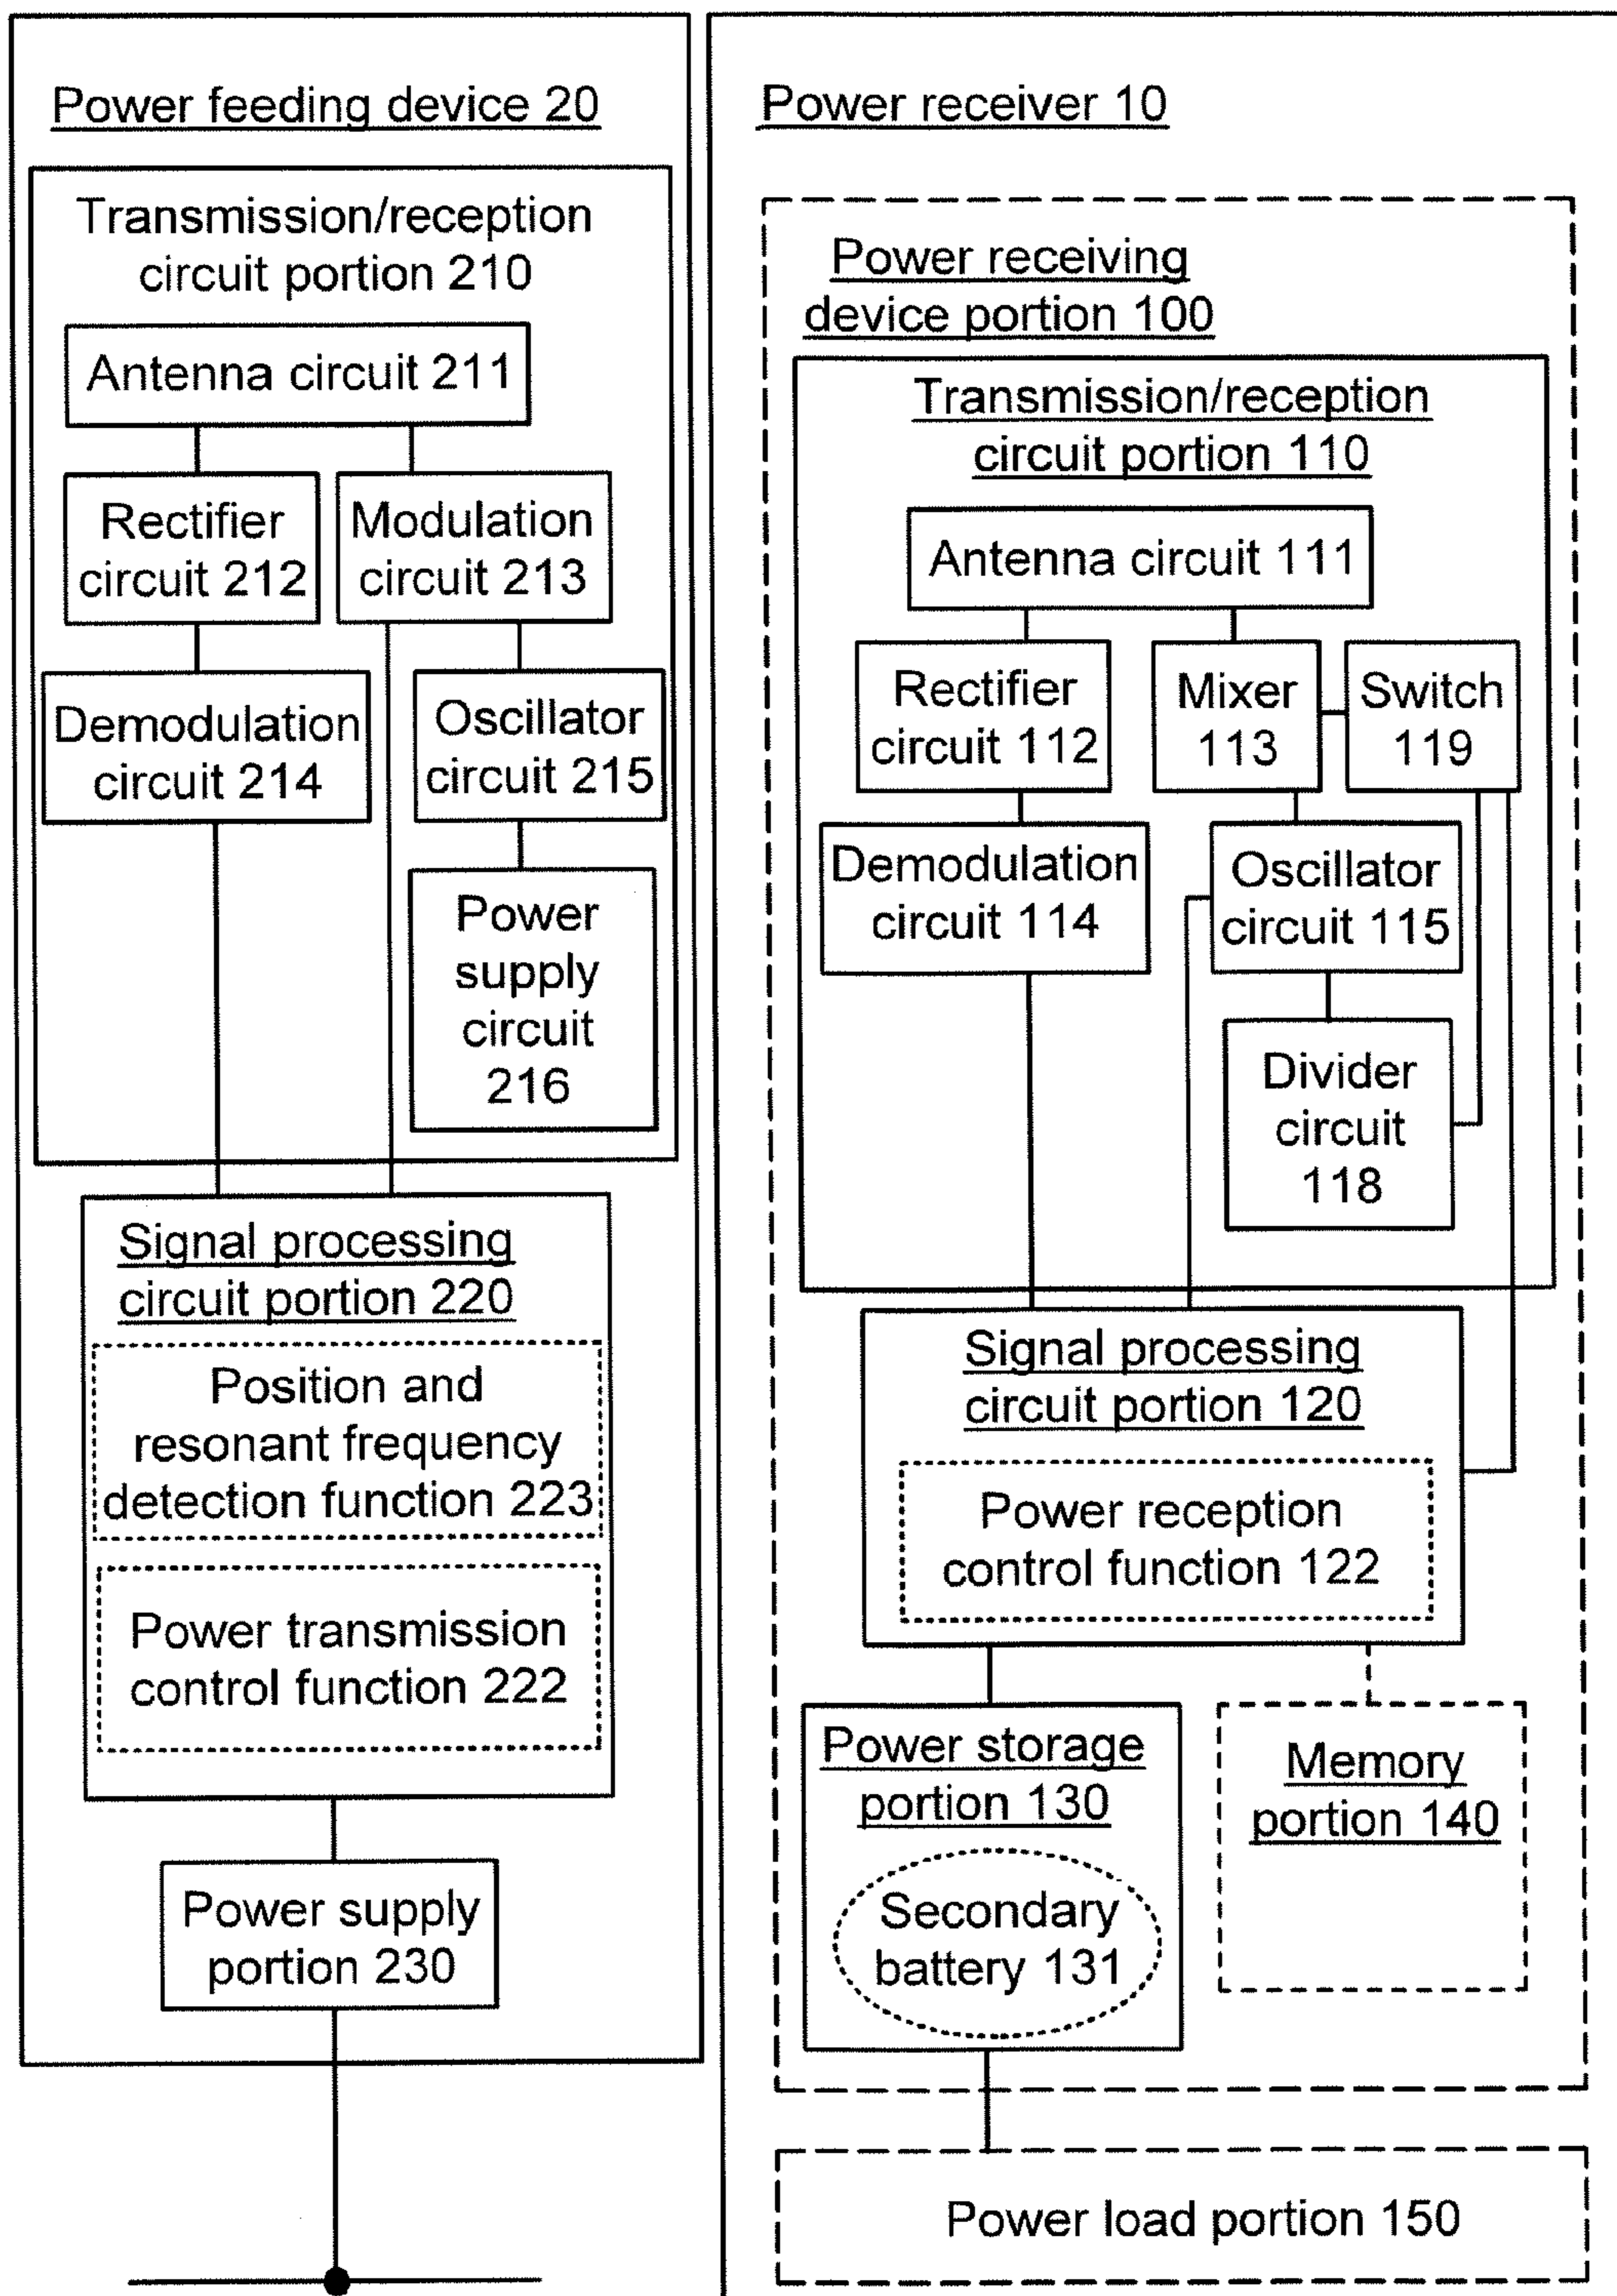 Power feeding device 20
Transmission/reception
circuit portion 210
Antenna circuit 211
Rectifier
circuit 212
Modulation
circuit 213
Demodulation
circuit 214
Oscillator
circuit 215
Power
supply
circuit
216
Signal processing
circuit portion 220
Position and
resonant frequency
detection function 223
Power transmission
control function 222
Power supply
portion 230
Power receiver 10
Power receiving
device portion 100
Transmission/reception
circuit portion 110
Antenna circuit 111
Rectifier
circuit 112
Mixer
113
Switch
119
Demodulation
circuit 114
Oscillator
circuit 115
Divider
circuit
118
Signal processing
circuit portion 120
Power reception
control function 122
Power storage
portion 130
Secondary
battery 131
Memory
portion 140
Power load portion 150